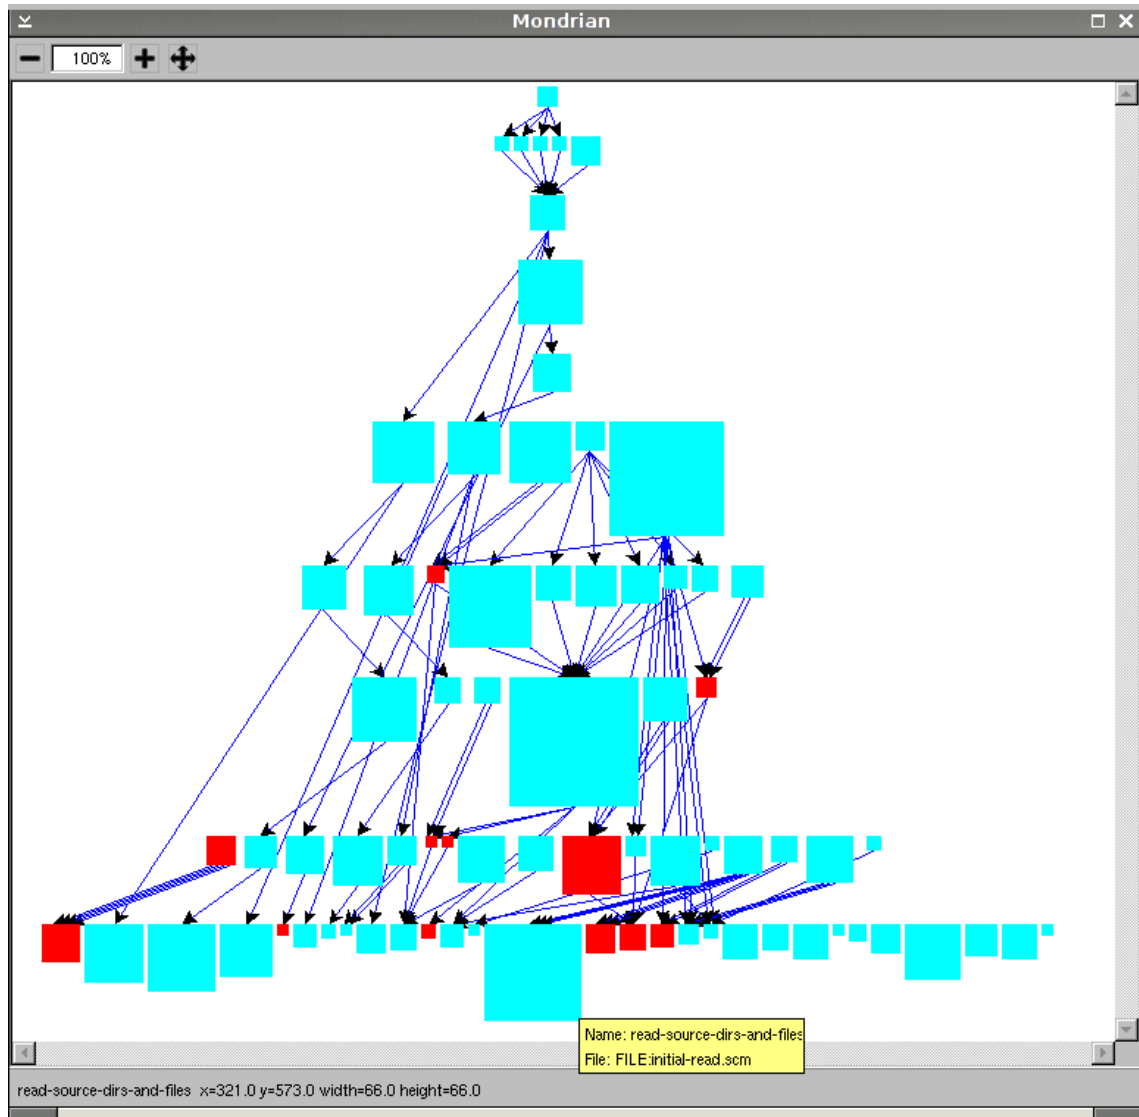 Mondrian
100%
Name: read-source-dirs-and-files
File: FILE:initial-read.scm
read-source-dirs-and-files x=321.0 y=573.0 width=66.0 height=66.0